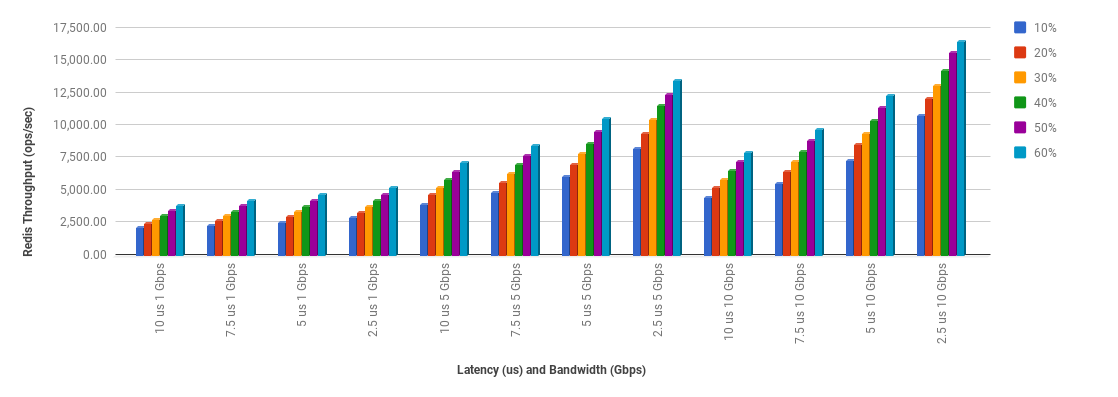 17,500.00
15,000.00
12,500.00
10,000.00
7,500.00
5,000.00
2,500.00
0.00
Redis Throughput (ops/sec)
10 us 1 Gbps
7.5 us 1 Gbps
5 us 1 Gbps
2.5 us 1 Gbps
10 us 5 Gbps
7.5 us 5 Gbps
5 us 5 Gbps
2.5 us 5 Gbps
10 us 10 Gbps
7.5 us 10 Gbps
5 us 10 Gbps
2.5 us 10 Gbps
Latency (us) and Bandwidth (Gbps)
10%
20%
30%
40%
50%
60%